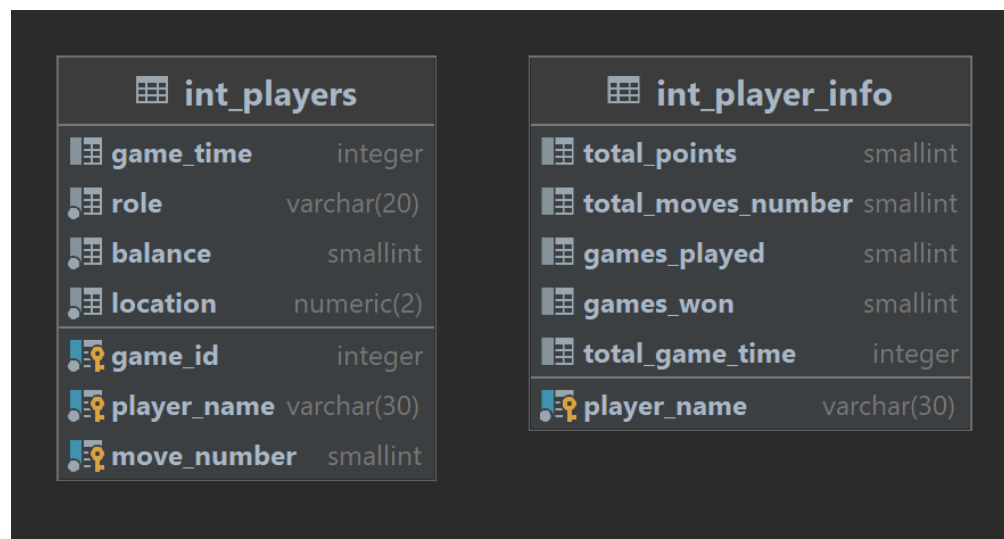 int_players
game_time integer
role varchar(20)
balance smallint
location numeric(2)
game_id integer
player_name varchar(30)
move_number smallint
int_player_info
total_points smallint
total_moves_number smallint
games_played smallint
games_won smallint
total_game_time integer
player_name varchar(30)